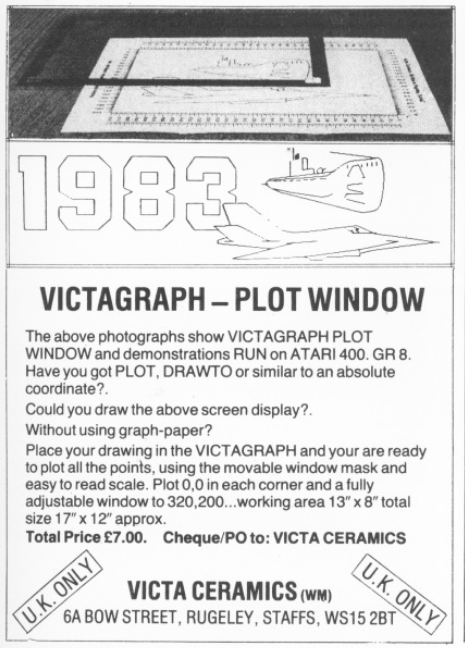 1983
VICTAGRAPH – PLOT WINDOW
The above photographs show VICTAGRAPH PLOT
WINDOW and demonstrations RUN on ATARI 400. GR 8.
Have you got PLOT, DRAWTO or similar to an absolute
coordinate?.
Could you draw the above screen display?.
Without using graph-paper?
Place your drawing in the VICTAGRAPH and your are ready
to plot all the points, using the movable window mask and
easy to read scale. Plot 0,0 in each corner and a fully
adjustable window to 320,200...working area 13" x 8" total
size 17" x 12" approx.
Total Price £7.00. Cheque/PO to: VICTA CERAMICS
U.K. ONLY
VICTA CERAMICS (WM)
6A BOW STREET, RUGELEY, STAFFS, WS15 2BT
U.K. ONLY